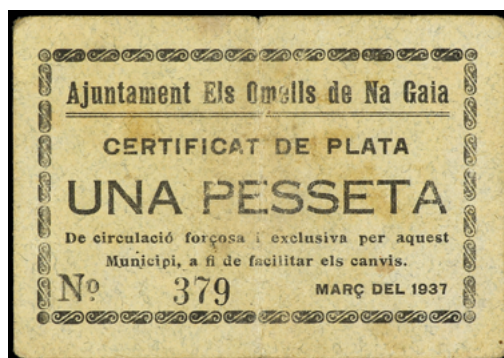 Ajuntament Els Omells de Na Gaia
CERTIFICAT DE PLATA
UNA PESSETA
De circulació forçosa i exclusiva per aquest
Municipi, a fi de facilitar els canvis.
Nº 379 MARÇ DEL 1937